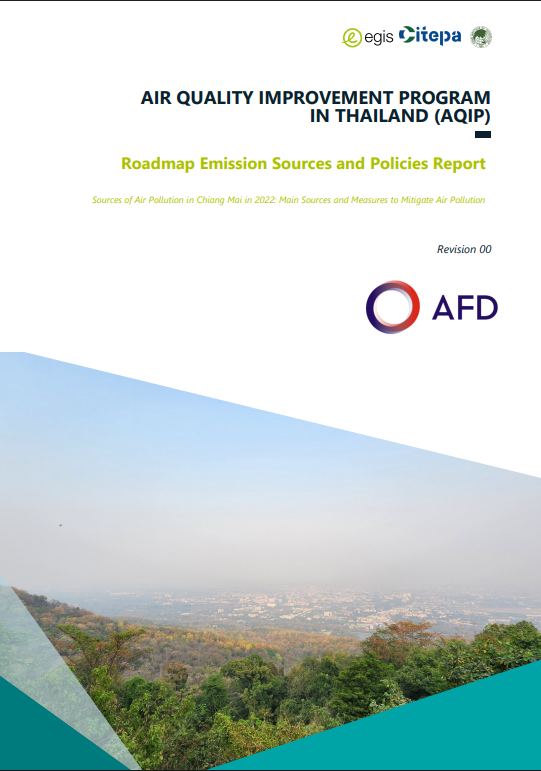 egis Citepa
AIR QUALITY IMPROVEMENT PROGRAM
IN THAILAND (AQIP)
Roadmap Emission Sources and Policies Report
Sources of Air Pollution in Chiang Mai in 2022: Main Sources and Measures to Mitigate Air Pollution
Revision 00
AFD